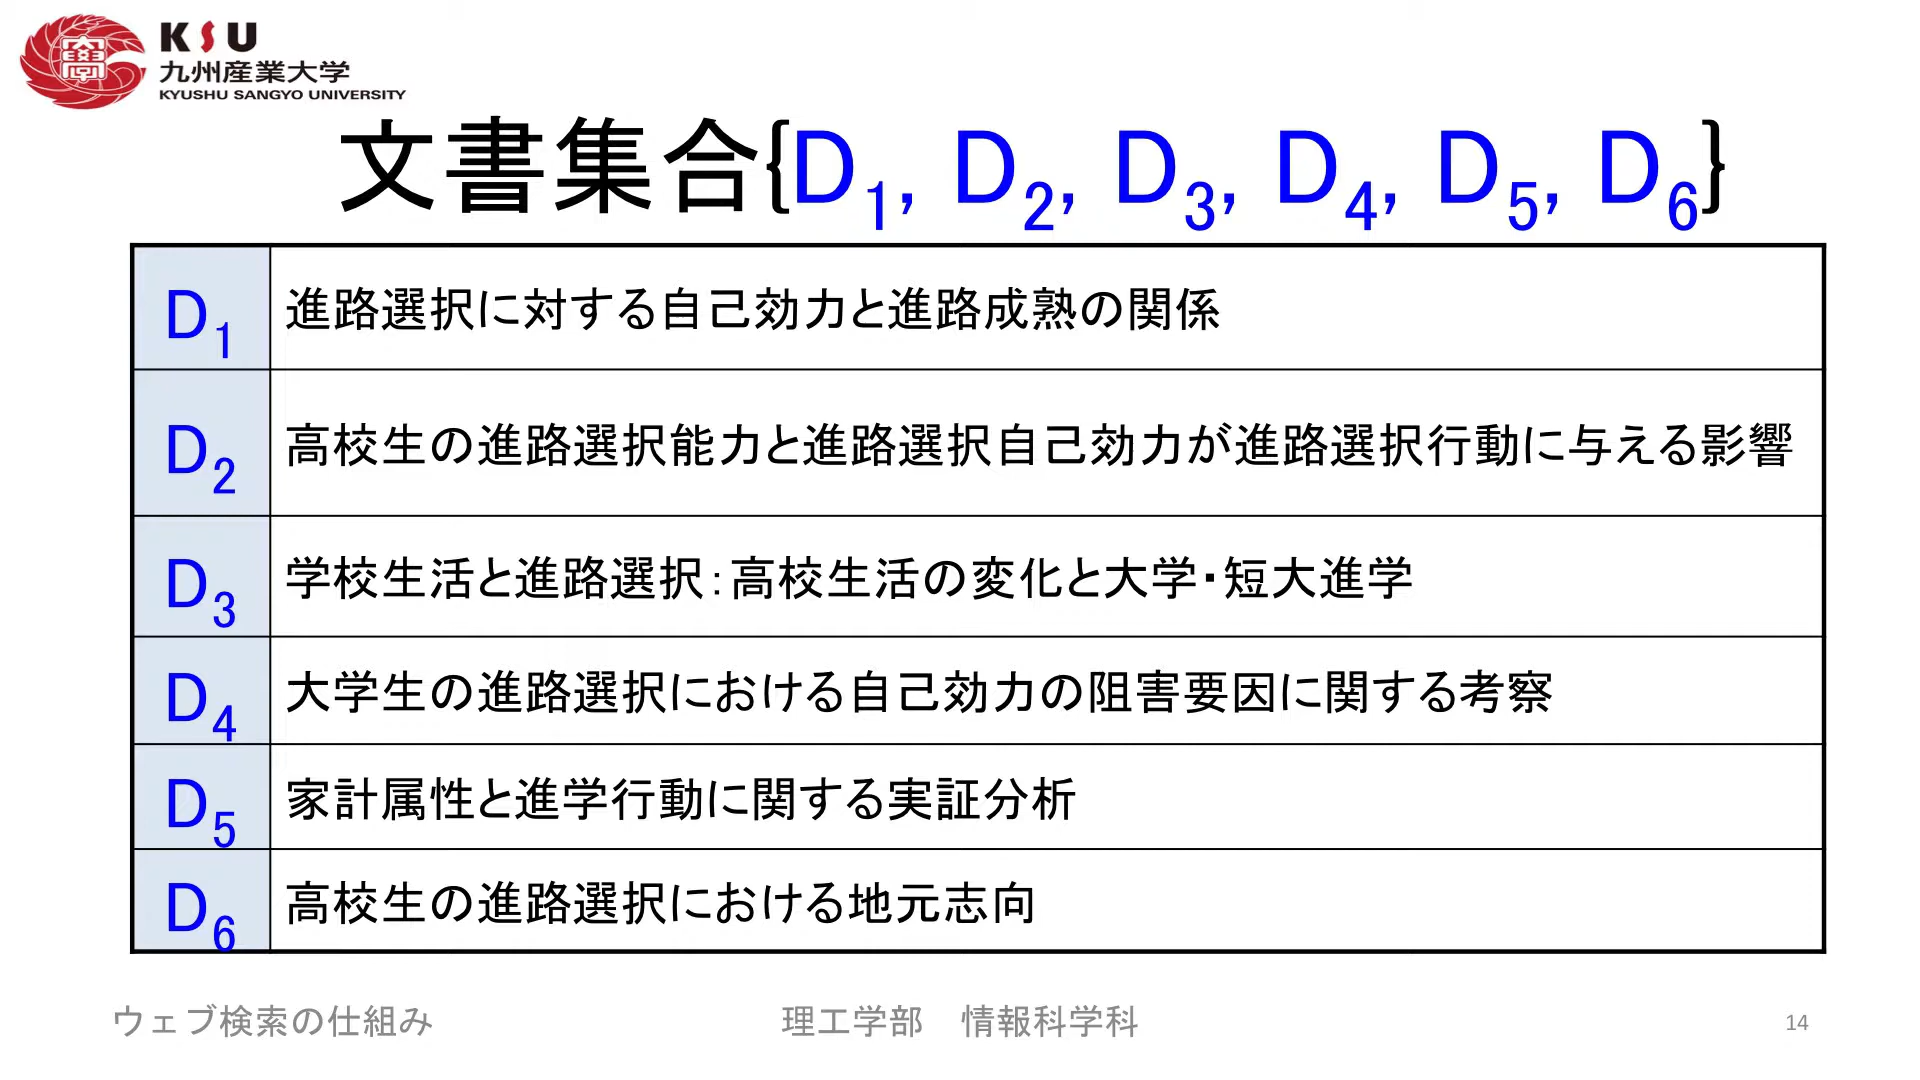 KSU
九州産業大学
KYUSHU SANGYO UNIVERSITY
文書集合{D1, D2, D3, D4, D5, D6}
D1 進路選択に対する自己効力と進路成熟の関係
D2 高校生の進路選択能力と進路選択自己効力が進路選択行動に与える影響
D3 学校生活と進路選択：高校生活の変化と大学・短大進学
D4 大学生の進路選択における自己効力の阻害要因に関する考察
D5 家計属性と進学行動に関する実証分析
D6 高校生の進路選択における地元志向
ウェブ検索の仕組み 理工学部　情報科学科 14